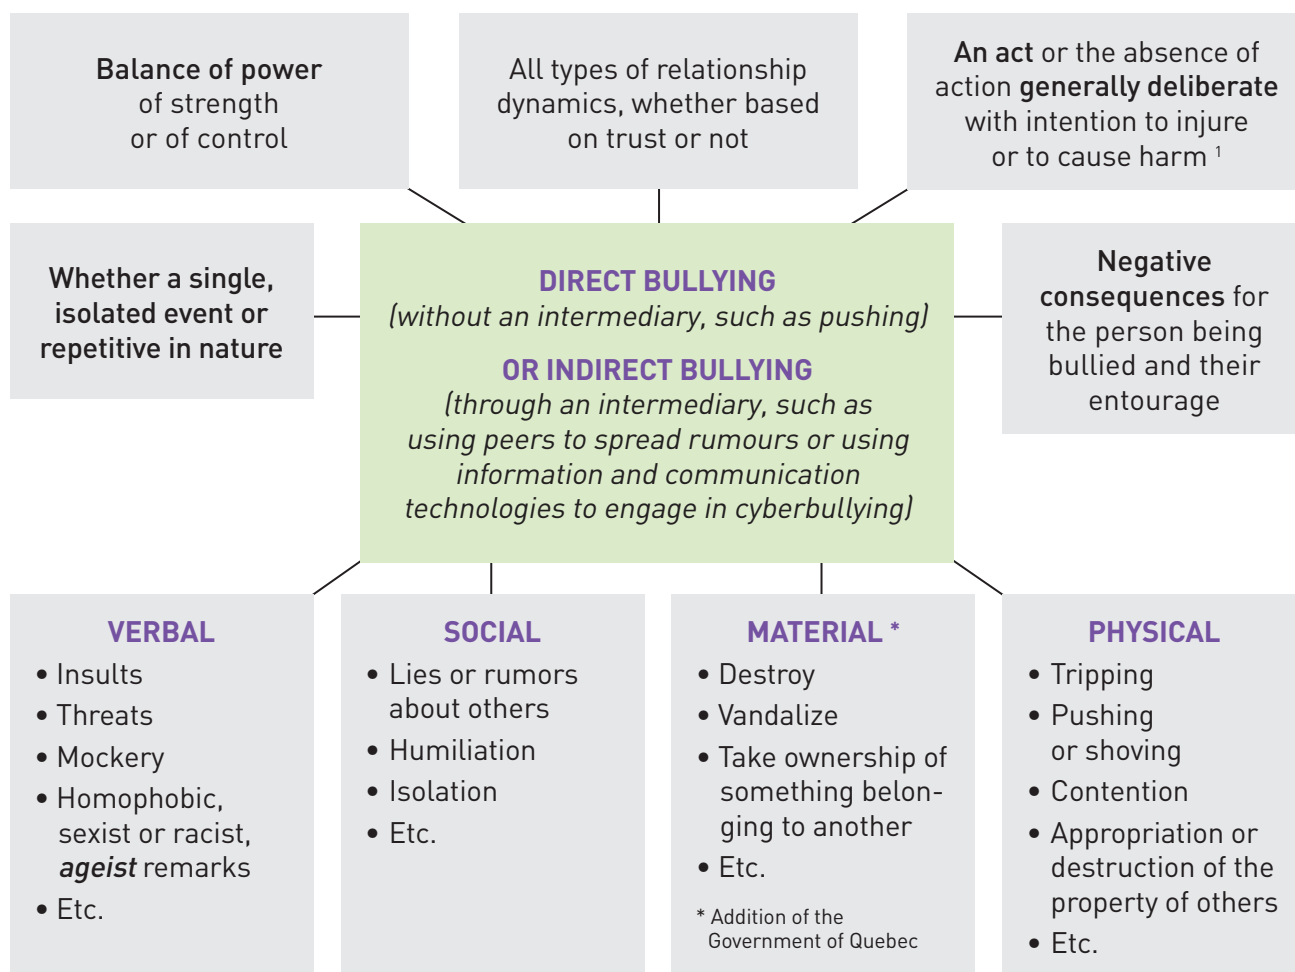 Balance of power
of strength
or of control
All types of relationship
dynamics, whether based
on trust or not
An act or the absence of
action generally deliberate
with intention to injure
or to cause harm 1
Whether a single,
isolated event or
repetitive in nature
DIRECT BULLYING
(without an intermediary, such as pushing)
OR INDIRECT BULLYING
(through an intermediary, such as
using peers to spread rumours or using
information and communication
technologies to engage in cyberbullying)
Negative
consequences for
the person being
bullied and their
entourage
VERBAL
• Insults
• Threats
• Mockery
• Homophobic,
sexist or racist,
ageist remarks
• Etc.
SOCIAL
• Lies or rumors
about others
• Humiliation
• Isolation
• Etc.
MATERIAL *
• Destroy
• Vandalize
• Take ownership of
something belon-
ging to another
• Etc.
* Addition of the
Government of Quebec
PHYSICAL
• Tripping
• Pushing
or shoving
• Contention
• Appropriation or
destruction of the
property of others
• Etc.